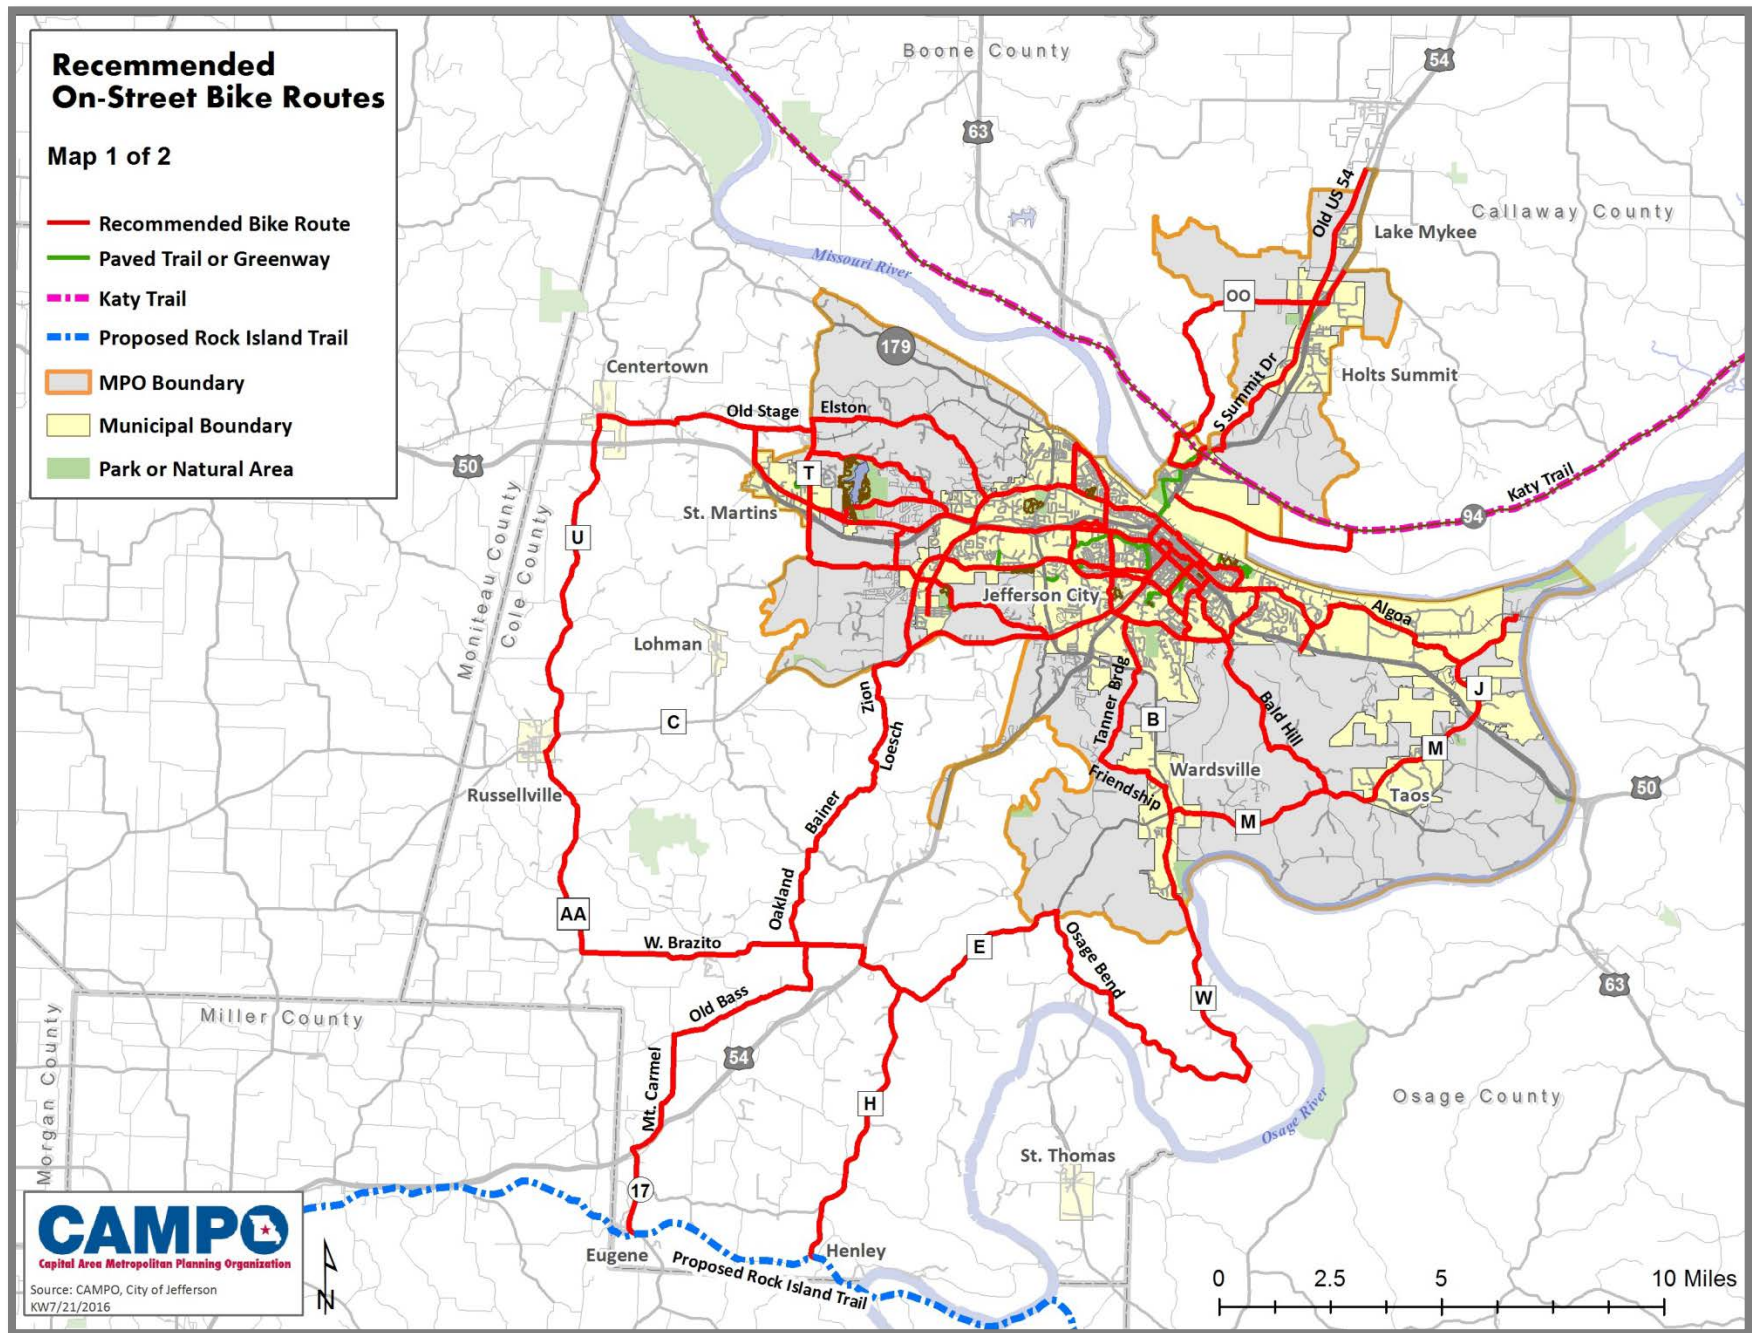 Recemmended
On-Street Bike Routes
Map 1 of 2
Recommended Bike Route
Paved Trail or Greenway
Katy Trail
Proposed Rock Island Trail
MPO Boundary
Municipal Boundary
Park or Natural Area
Boone County
54
63
Old US 54
Callaway County
Lake Mykee
Missouri River
OO
179
Centertown
Holts Summit
S Summit Dr
Old Stage
Elston
50
T
Katy Trail
94
St. Martins
U
Moniteau County
Cole County
Jefferson City
Algoa
Lohman
Zion
Tanner Brdg
J
C
B
Bald Hill
Loesch
M
Wardsville
Friendship
Russellville
Taos
50
Bainer
M
Oakland
AA
W. Brazito
E
Osage Bend
63
W
Old Bass
Miller County
Morgan County
54
Mt. Carmel
H
Osage County
Osage River
St. Thomas
17
Eugene
Henley
Proposed Rock Island Trail
CAMPO
Capital Area Metropolitan Planning Organization
Source: CAMPO, City of Jefferson
KW7/21/2016
N
0 2.5 5 10 Miles